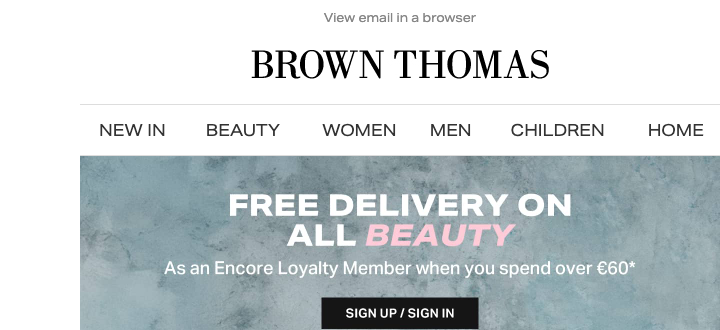 View email in a browser
BROWN THOMAS
NEW IN BEAUTY WOMEN MEN CHILDREN HOME
FREE DELIVERY ON
ALL BEAUTY
As an Encore Loyalty Member when you spend over €60*
SIGN UP / SIGN IN